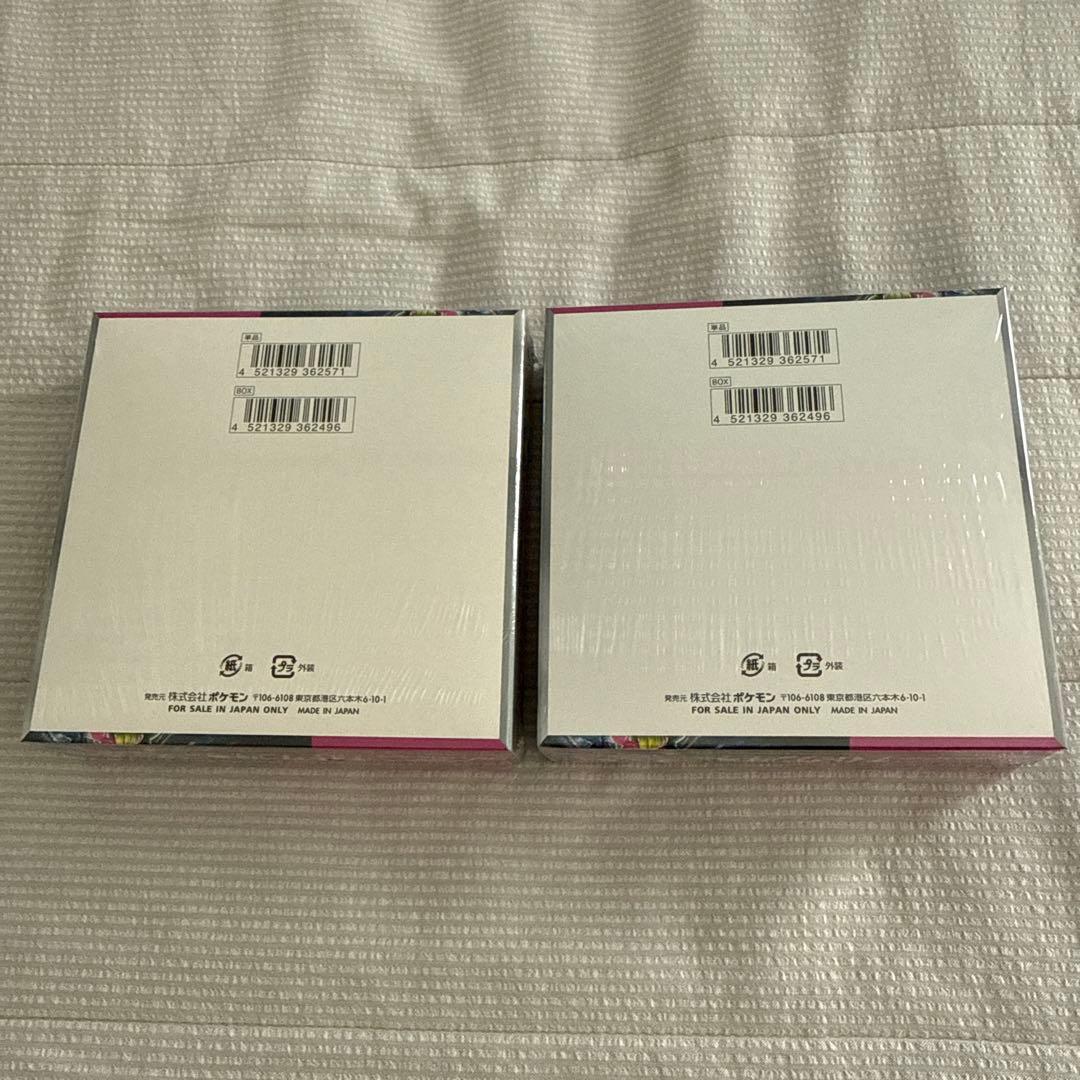 単品
4 521329 362571
BOX
4 521329 362496
紙 箱 プラ 外装
発売元 株式会社ポケモン 〒106-6108 東京都港区六本木6-10-1
FOR SALE IN JAPAN ONLY MADE IN JAPAN
単品
4 521329 362571
BOX
4 521329 362496
紙 箱 プラ 外装
発売元 株式会社ポケモン 〒106-6108 東京都港区六本木6-10-1
FOR SALE IN JAPAN ONLY MADE IN JAPAN